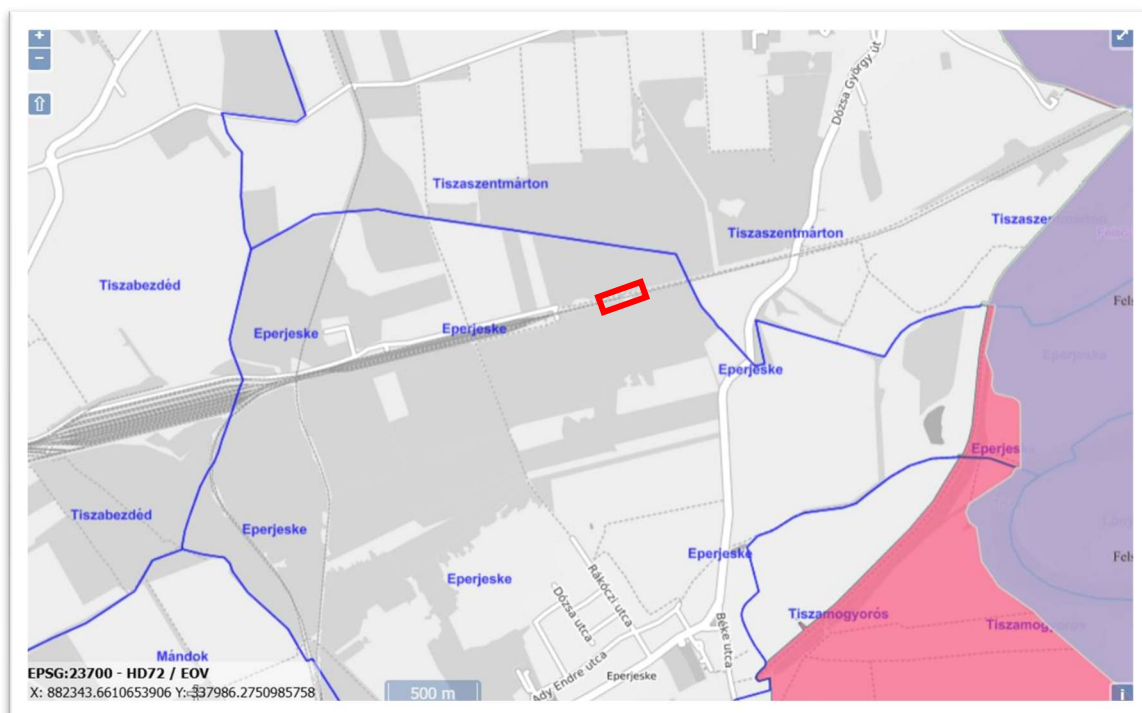 +
−
⇧
Dózsa György út
Tiszaszentmárton
Tiszaszentmárton
Tiszaszentmárton
Tiszabezdéd
Eperjeske
Eperjeske
Eperjeske
Eperjeske
Eperjeske
Tiszabezdéd
Eperjeske
Eperjeske
Eperjeske
Rákóczi utca
Dózsa utca
Béke utca
Ady Endre utca
Eperjeske
Tiszamogyorós
Tiszamogyorós
Mándok
EPSG:23700 - HD72 / EOV
X: 882343.6610653906 Y: 337986.2750985758
500 m
i